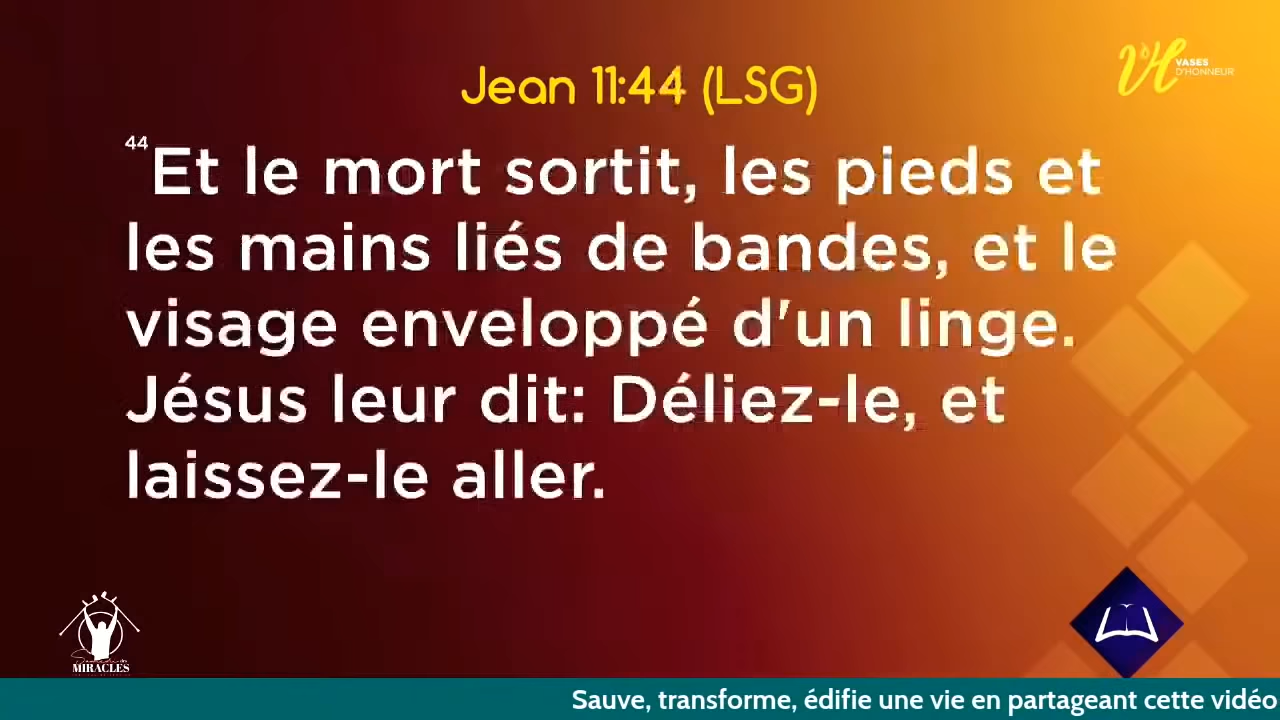 Jean 11:44 (LSG)
VASES
D'HONNEUR
44 Et le mort sortit, les pieds et
les mains liés de bandes, et le
visage enveloppé d'un linge.
Jésus leur dit: Déliez-le, et
laissez-le aller.
MIRACLES
Sauve, transforme, édifie une vie en partageant cette vidéo